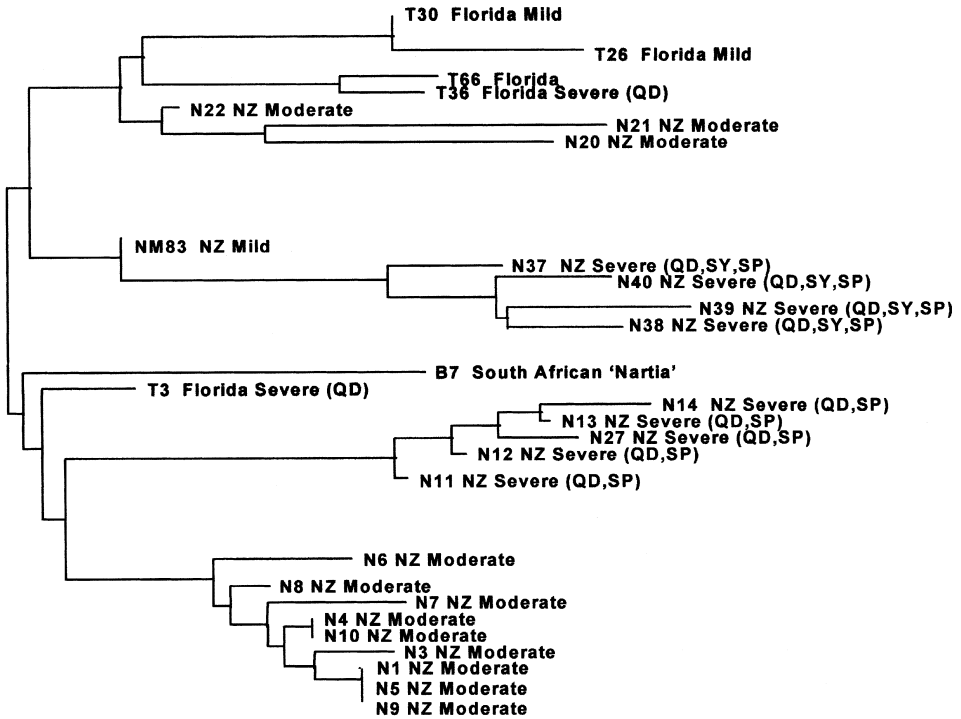 T30 Florida Mild
T26 Florida Mild
T66 Florida
T36 Florida Severe (QD)
N22 NZ Moderate
N21 NZ Moderate
N20 NZ Moderate
NM83 NZ Mild
N37 NZ Severe (QD,SY,SP)
N40 NZ Severe (QD,SY,SP)
N39 NZ Severe (QD,SY,SP)
N38 NZ Severe (QD,SY,SP)
B7 South African ‘Nartia’
T3 Florida Severe (QD)
N14 NZ Severe (QD,SP)
N13 NZ Severe (QD,SP)
N27 NZ Severe (QD,SP)
N12 NZ Severe (QD,SP)
N11 NZ Severe (QD,SP)
N6 NZ Moderate
N8 NZ Moderate
N7 NZ Moderate
N4 NZ Moderate
N10 NZ Moderate
N3 NZ Moderate
N1 NZ Moderate
N5 NZ Moderate
N9 NZ Moderate